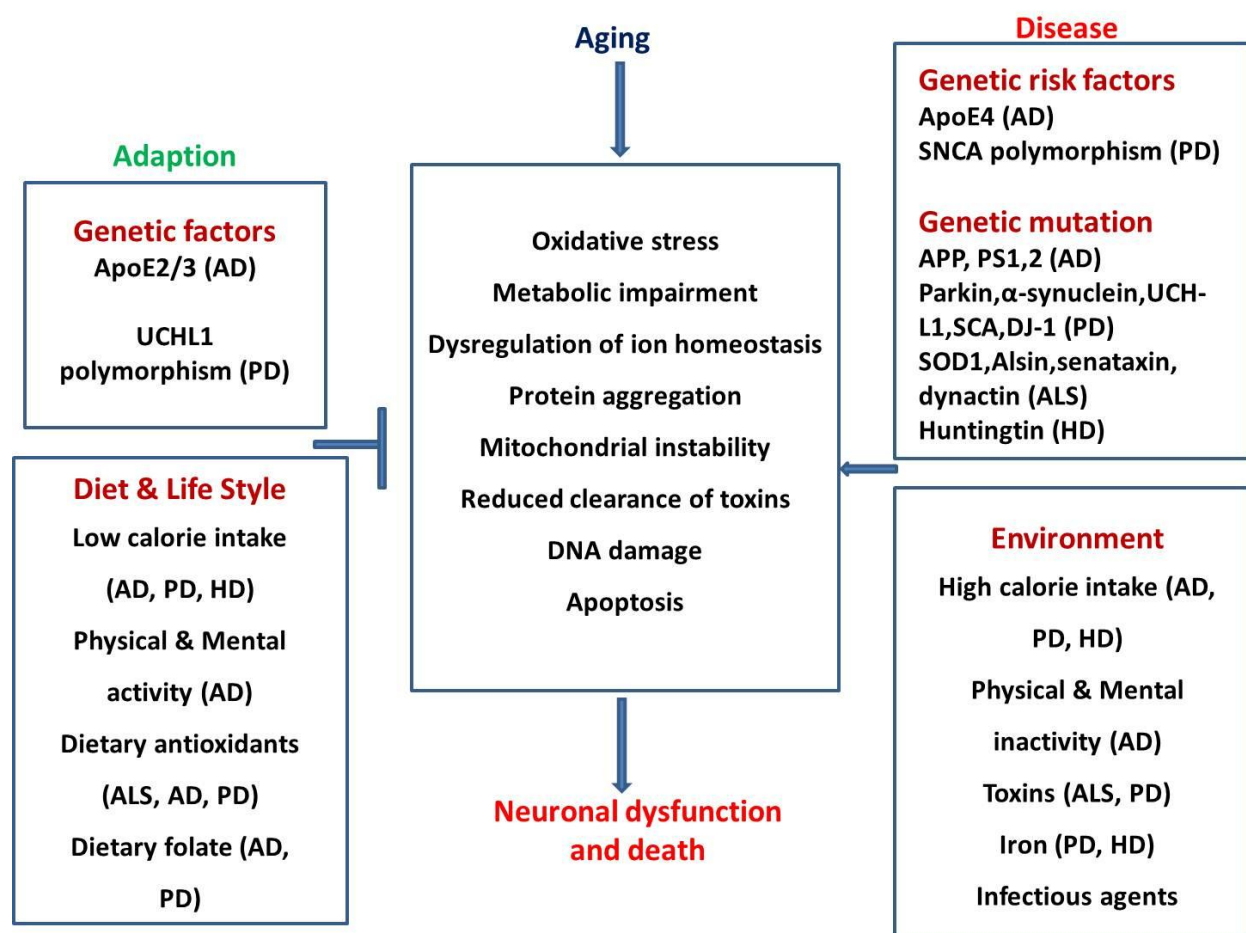 Aging
Disease
Adaption
Genetic factors
ApoE2/3 (AD)
UCHL1
polymorphism (PD)
Diet & Life Style
Low calorie intake
(AD, PD, HD)
Physical & Mental
activity (AD)
Dietary antioxidants
(ALS, AD, PD)
Dietary folate (AD,
PD)
Oxidative stress
Metabolic impairment
Dysregulation of ion homeostasis
Protein aggregation
Mitochondrial instability
Reduced clearance of toxins
DNA damage
Apoptosis
Neuronal dysfunction
and death
Genetic risk factors
ApoE4 (AD)
SNCA polymorphism (PD)
Genetic mutation
APP, PS1,2 (AD)
Parkin,α-synuclein,UCH-
L1,SCA,DJ-1 (PD)
SOD1,Alsin,senataxin,
dynactin (ALS)
Huntingtin (HD)
Environment
High calorie intake (AD,
PD, HD)
Physical & Mental
inactivity (AD)
Toxins (ALS, PD)
Iron (PD, HD)
Infectious agents